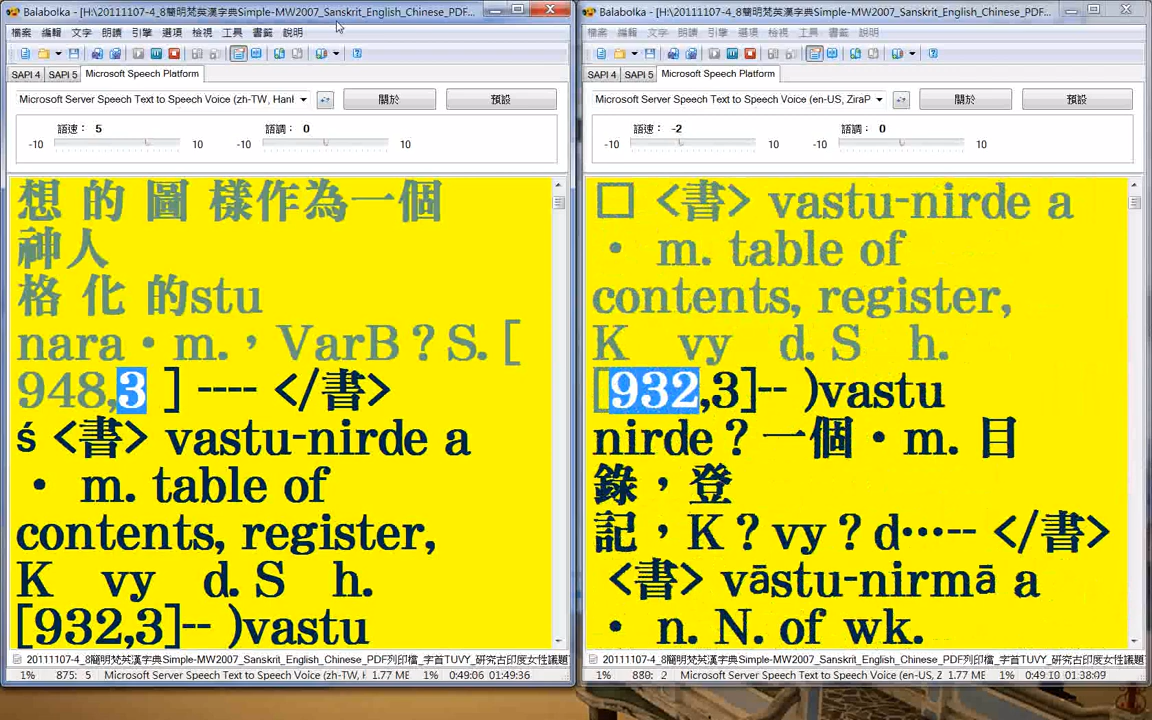 Balabolka - [H:\20111107-4_8簡明梵英漢字典Simple-MW2007_Sanskrit_English_Chinese_PDF...
檔案 編輯 文字 朗讀 引擎 選項 檢視 工具 書籤 說明
SAPI 4 SAPI 5 Microsoft Speech Platform
Microsoft Server Speech Text to Speech Voice (zh-TW, Hanl
關於 預設
語速： 5 語調： 0
-10 10 -10 10
想 的 圖 樣作為一個
神人
格 化 的stu
nara・m.，VarB？S. [
948,3 ] ---- </書>
ś <書> vastu-nirde a
・ m. table of
contents, register,
K vy d. S h.
[932,3]-- )vastu
20111107-4_8簡明梵英漢字典Simple-MW2007_Sanskrit_English_Chinese_PDF列印檔_字首TUVY_研究古印度女性議題
1% 875: 5 Microsoft Server Speech Text to Speech Voice (zh-TW, H 1.77 ME 1% 0:49:06 01:49:36
Balabolka - [H:\20111107-4_8簡明梵英漢字典Simple-MW2007_Sanskrit_English_Chinese_PDF...
檔案 編輯 文字 朗讀 引擎 選項 檢視 工具 書籤 說明
SAPI 4 SAPI 5 Microsoft Speech Platform
Microsoft Server Speech Text to Speech Voice (en-US, ZiraP
關於 預設
語速： -2 語調： 0
-10 10 -10 10
□ <書> vastu-nirde a
・ m. table of
contents, register,
K vy d. S h.
[932,3]-- )vastu
nirde？一個・m. 目
錄，登
記，K？vy？d…-- </書>
<書> vāstu-nirmā a
・ n. N. of wk.
20111107-4_8簡明梵英漢字典Simple-MW2007_Sanskrit_English_Chinese_PDF列印檔_字首TUVY_研究古印度女性議題
1% 880: 2 Microsoft Server Speech Text to Speech Voice (en-US, Z 1.77 ME 1% 0:49:10 01:38:09